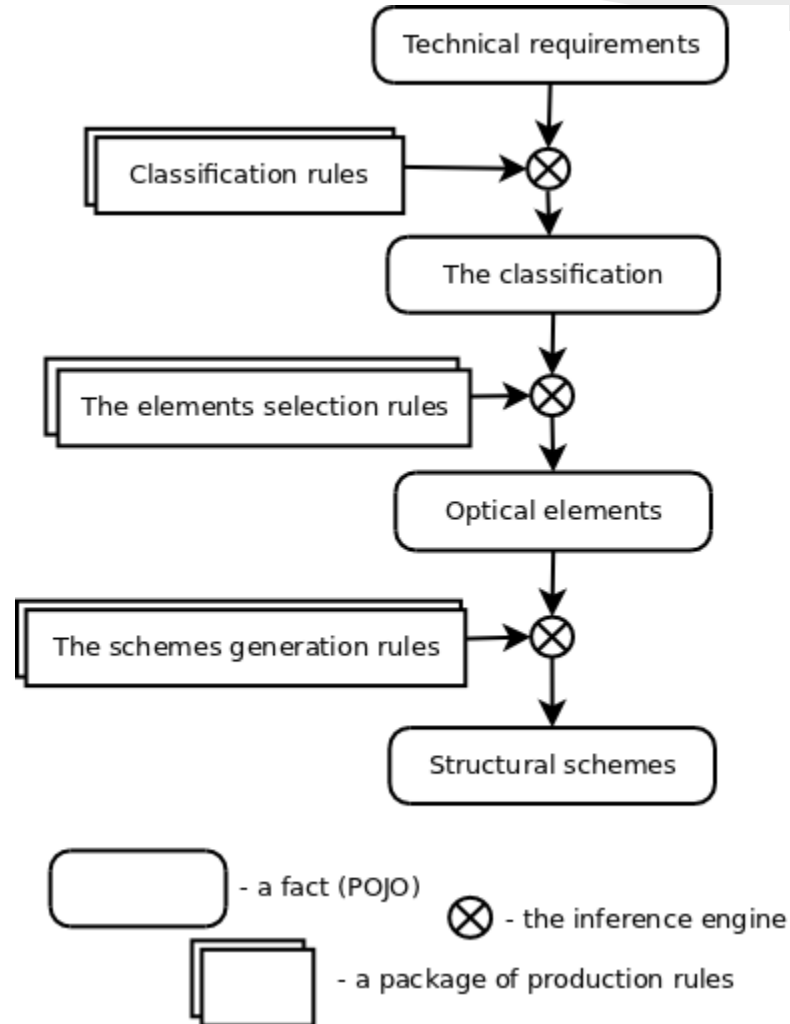 Technical requirements
Classification rules
The classification
The elements selection rules
Optical elements
The schemes generation rules
Structural schemes
- a fact (POJO)
- the inference engine
- a package of production rules